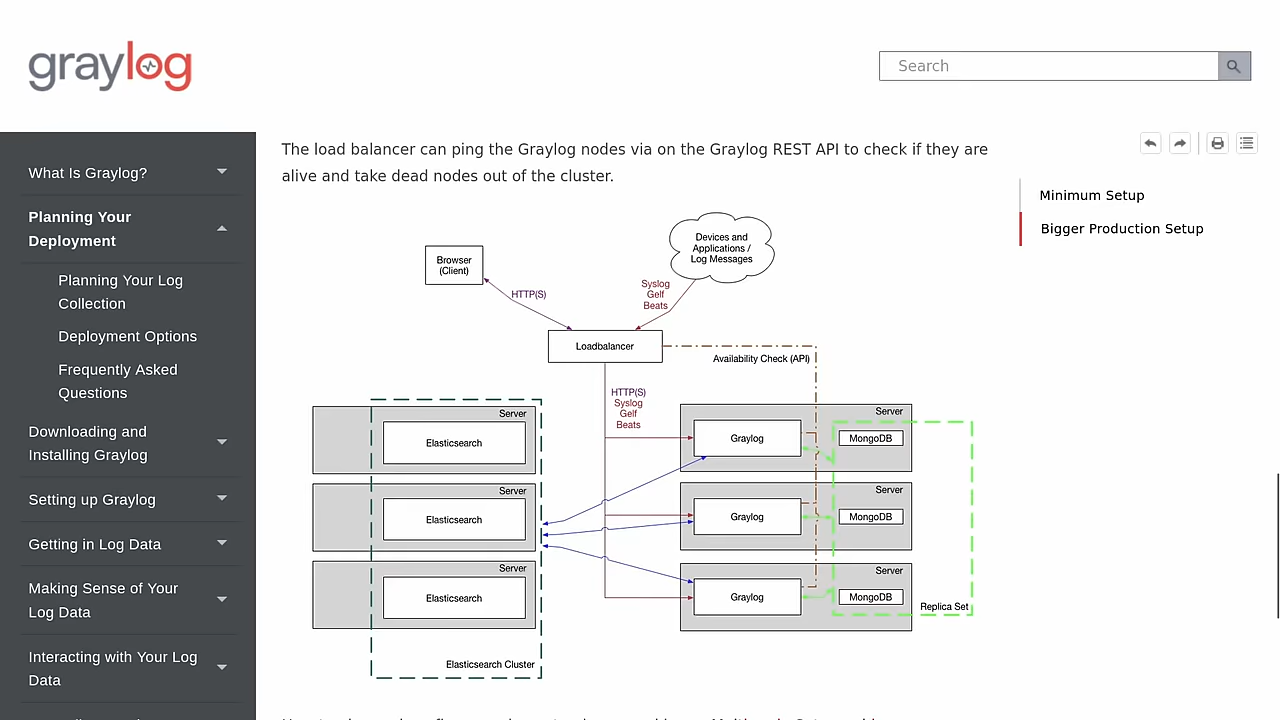 graylog
Search
What Is Graylog?
Planning Your
Deployment
Planning Your Log
Collection
Deployment Options
Frequently Asked
Questions
Downloading and
Installing Graylog
Setting up Graylog
Getting in Log Data
Making Sense of Your
Log Data
Interacting with Your Log
Data
The load balancer can ping the Graylog nodes via on the Graylog REST API to check if they are
alive and take dead nodes out of the cluster.
Browser
(Client)
Devices and
Applications /
Log Messages
HTTP(S)
Syslog
Gelf
Beats
Loadbalancer
Availability Check (API)
HTTP(S)
Syslog
Gelf
Beats
Server
Elasticsearch
Server
Elasticsearch
Server
Elasticsearch
Elasticsearch Cluster
Server
Graylog
MongoDB
Server
Graylog
MongoDB
Server
Graylog
MongoDB
Replica Set
Minimum Setup
Bigger Production Setup